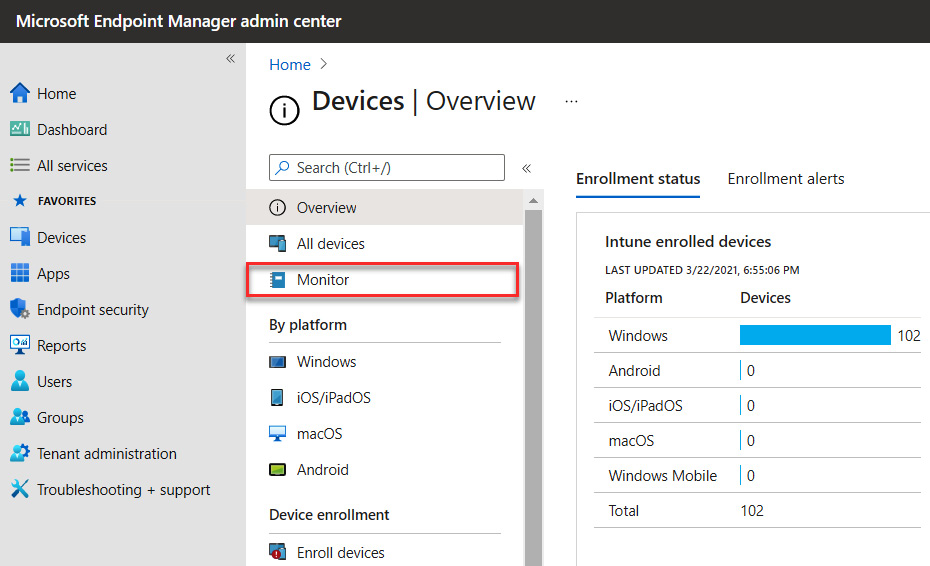 Microsoft Endpoint Manager admin center
«
Home
Dashboard
All services
FAVORITES
Devices
Apps
Endpoint security
Reports
Users
Groups
Tenant administration
Troubleshooting + support
Home >
Devices | Overview ...
Search (Ctrl+/) «
Overview
All devices
Monitor
By platform
Windows
iOS/iPadOS
macOS
Android
Device enrollment
Enroll devices
Enrollment status Enrollment alerts
Intune enrolled devices
LAST UPDATED 3/22/2021, 6:55:06 PM
Platform Devices
Windows 102
Android 0
iOS/iPadOS 0
macOS 0
Windows Mobile 0
Total 102